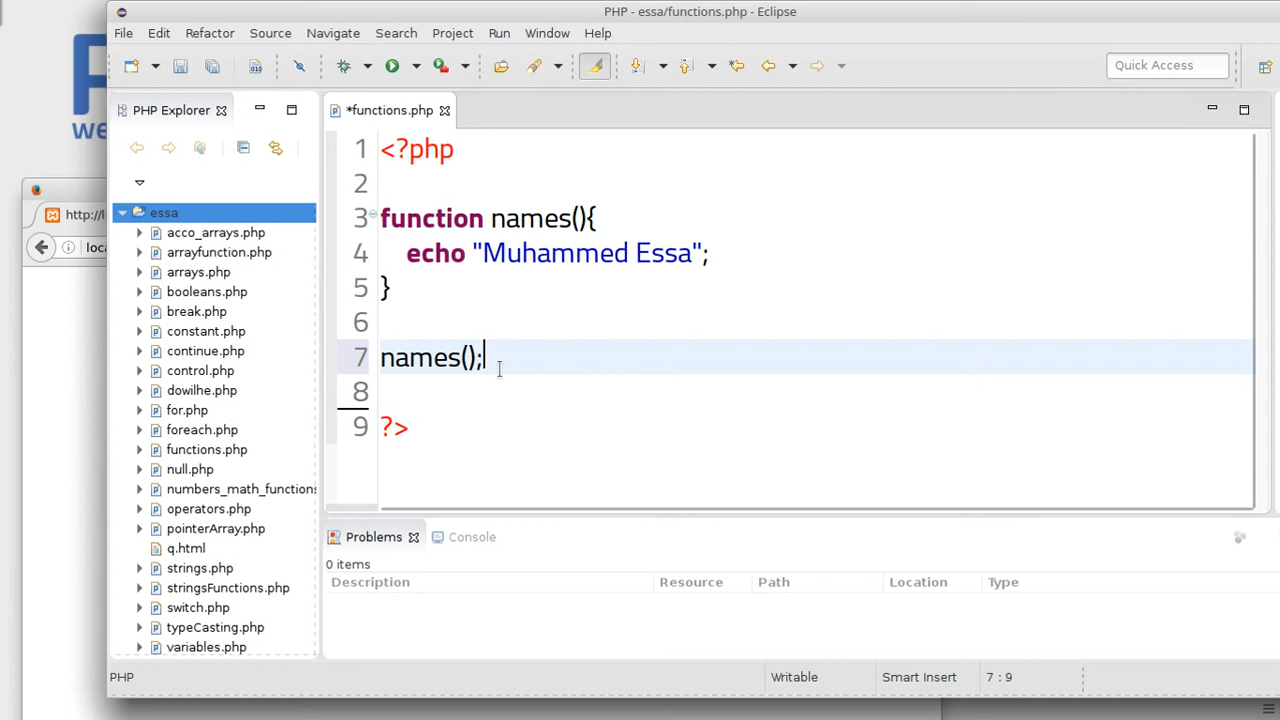 PHP - essa/functions.php - Eclipse
File Edit Refactor Source Navigate Search Project Run Window Help
Quick Access
PHP Explorer
*functions.php
we
http://l
loca
essa
acco_arrays.php
arrayfunction.php
arrays.php
booleans.php
break.php
constant.php
continue.php
control.php
dowilhe.php
for.php
foreach.php
functions.php
null.php
numbers_math_functions
operators.php
pointerArray.php
q.html
strings.php
stringsFunctions.php
switch.php
typeCasting.php
variables.php
1 <?php
2
3 function names(){
4 echo "Muhammed Essa";
5 }
6
7 names();
8
9 ?>
Problems Console
0 items
Description Resource Path Location Type
PHP Writable Smart Insert 7 : 9